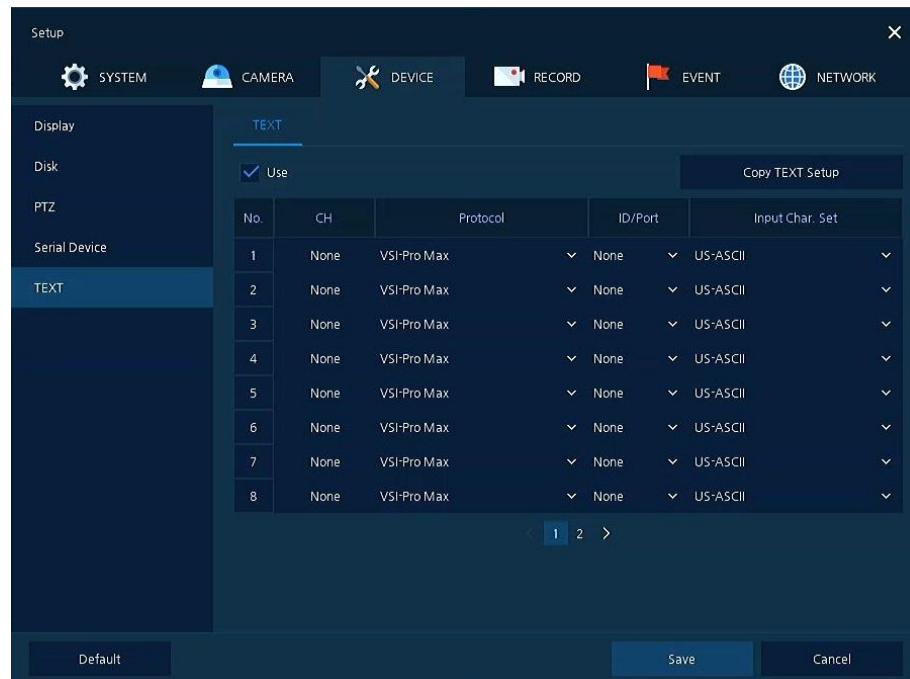 Setup
SYSTEM CAMERA DEVICE RECORD EVENT NETWORK
Display
Disk
PTZ
Serial Device
TEXT
TEXT
Use Copy TEXT Setup
No. CH Protocol ID/Port Input Char. Set
1 None VSI-Pro Max None US-ASCII
2 None VSI-Pro Max None US-ASCII
3 None VSI-Pro Max None US-ASCII
4 None VSI-Pro Max None US-ASCII
5 None VSI-Pro Max None US-ASCII
6 None VSI-Pro Max None US-ASCII
7 None VSI-Pro Max None US-ASCII
8 None VSI-Pro Max None US-ASCII
1 2
Default Save Cancel